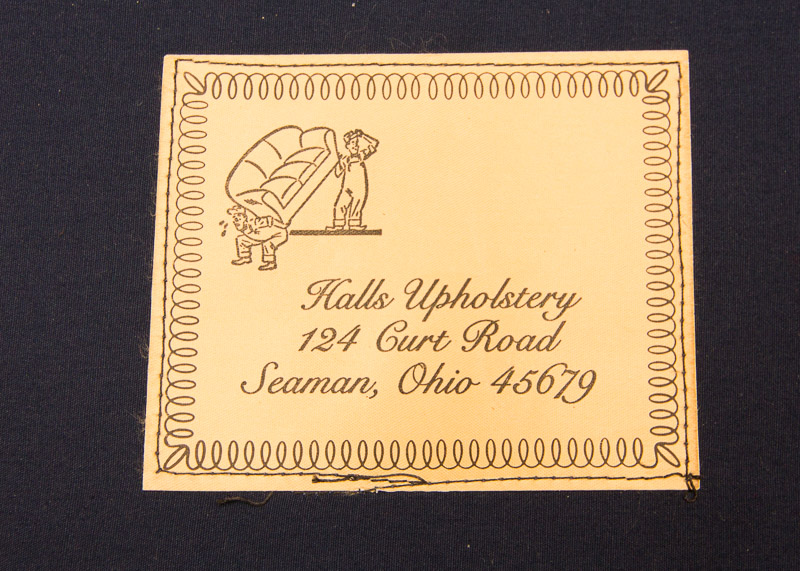 Halls Upholstery
124 Curt Road
Seaman, Ohio 45679